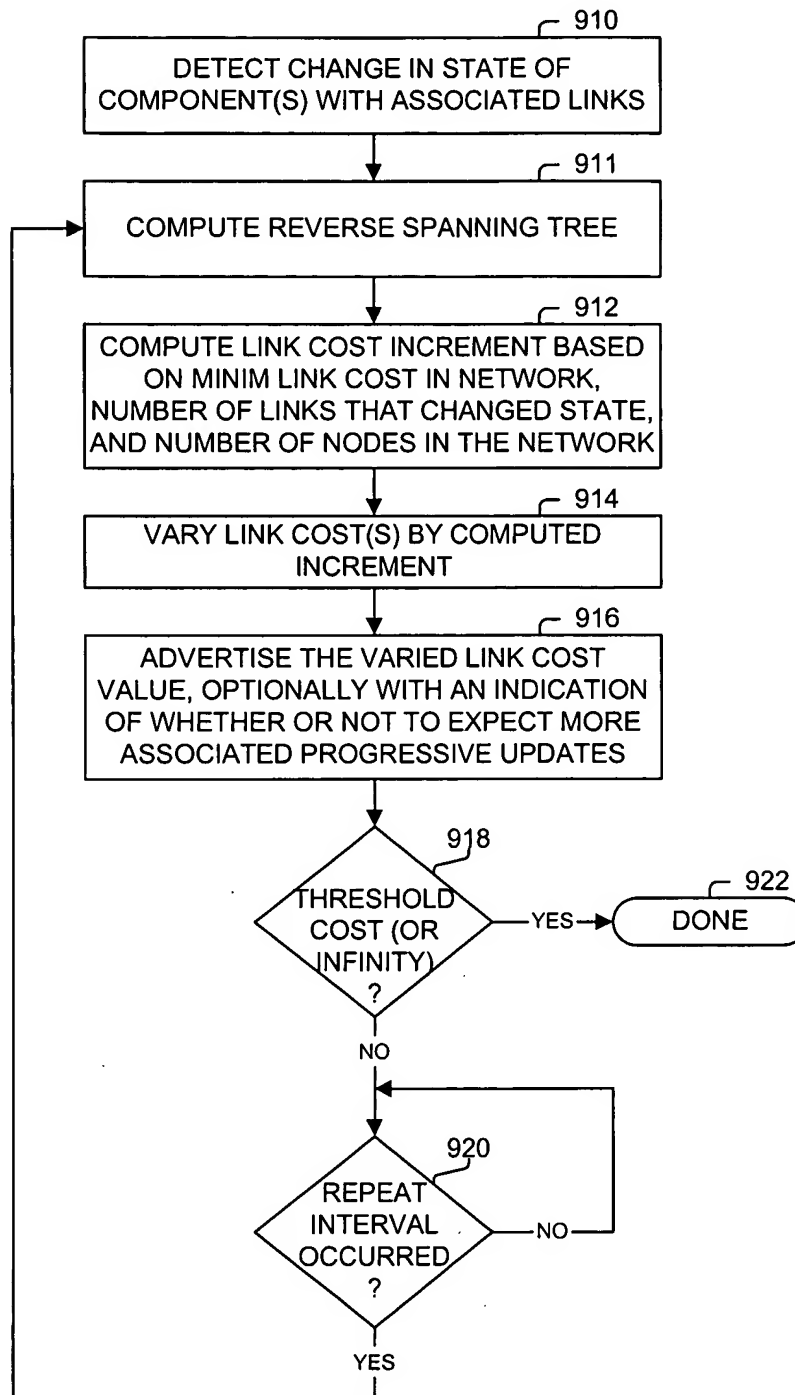 910
DETECT CHANGE IN STATE OF
COMPONENT(S) WITH ASSOCIATED LINKS
911
COMPUTE REVERSE SPANNING TREE
912
COMPUTE LINK COST INCREMENT BASED
ON MINIM LINK COST IN NETWORK,
NUMBER OF LINKS THAT CHANGED STATE,
AND NUMBER OF NODES IN THE NETWORK
914
VARY LINK COST(S) BY COMPUTED
INCREMENT
916
ADVERTISE THE VARIED LINK COST
VALUE, OPTIONALLY WITH AN INDICATION
OF WHETHER OR NOT TO EXPECT MORE
ASSOCIATED PROGRESSIVE UPDATES
918
THRESHOLD
COST (OR
INFINITY)
?
YES
922
DONE
NO
920
REPEAT
INTERVAL
OCCURRED
?
NO
YES